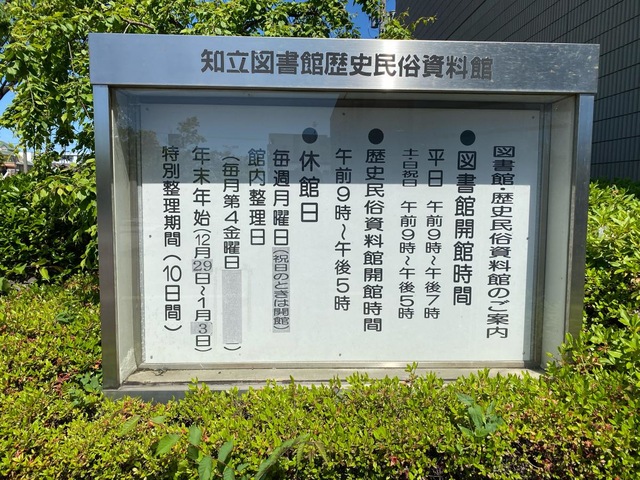 知立図書館歴史民俗資料館
図書館・歴史民俗資料館のご案内
●図書館開館時間
平日 午前9時〜午後7時
土・日・祝日 午前9時〜午後5時
●歴史民俗資料館開館時間
午前9時〜午後5時
●休館日
毎週月曜日(祝日のときは開館)
館内整理日
(毎月第4金曜日)
年末年始(12月29日〜1月3日)
特別整理期間(10日間)